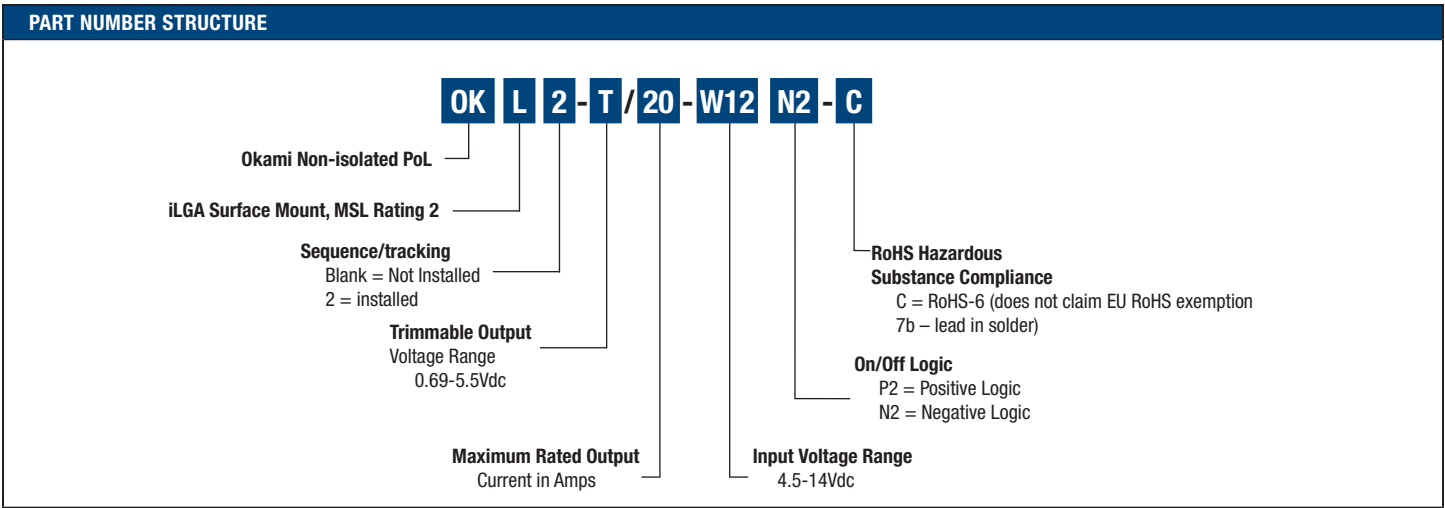 PART NUMBER STRUCTURE
OK L 2 - T / 20 - W12 N2 - C
Okami Non-isolated PoL
iLGA Surface Mount, MSL Rating 2
Sequence/tracking
Blank = Not Installed
2 = installed
Trimmable Output
Voltage Range
0.69-5.5Vdc
Maximum Rated Output
Current in Amps
Input Voltage Range
4.5-14Vdc
On/Off Logic
P2 = Positive Logic
N2 = Negative Logic
RoHS Hazardous
Substance Compliance
C = RoHS-6 (does not claim EU RoHS exemption
7b – lead in solder)